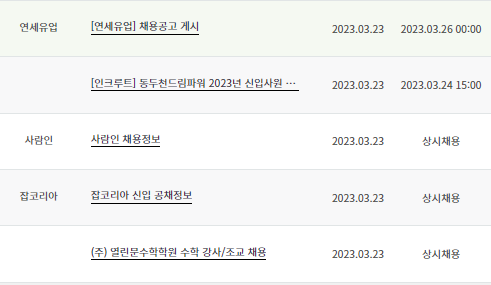 연세유업 [연세유업] 채용공고 게시 2023.03.23 2023.03.26 00:00
[인크루트] 동두천드림파워 2023년 신입사원 … 2023.03.23 2023.03.24 15:00
사람인 사람인 채용정보 2023.03.23 상시채용
잡코리아 잡코리아 신입 공채정보 2023.03.23 상시채용
(주) 열린문수학학원 수학 강사/조교 채용 2023.03.23 상시채용